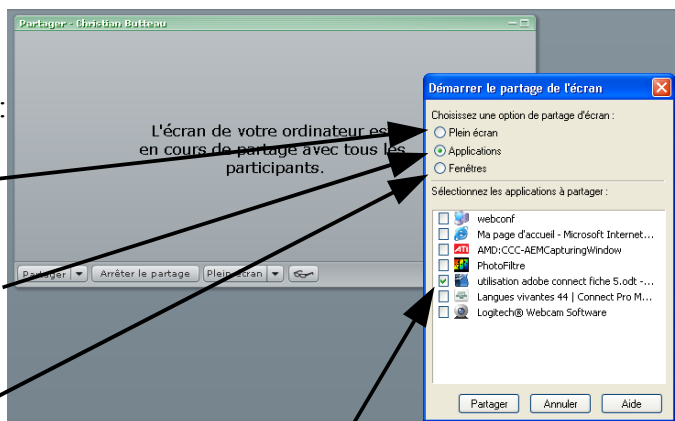 Partager - Christian Butteau
:
L'écran de votre ordinateur es
en cours de partage avec tous les
participants.
Partager
Arrêter le partage
Plein écran
Démarrer le partage de l'écran
Choisissez une option de partage d'écran :
Plein écran
Applications
Fenêtres
Sélectionnez les applications à partager :
webconf
Ma page d'accueil - Microsoft Internet...
AMD:CCC-AEMCapturingWindow
PhotoFiltre
utilisation adobe connect fiche 5.odt -...
Langues vivantes 44 | Connect Pro M...
Logitech® Webcam Software
Partager
Annuler
Aide